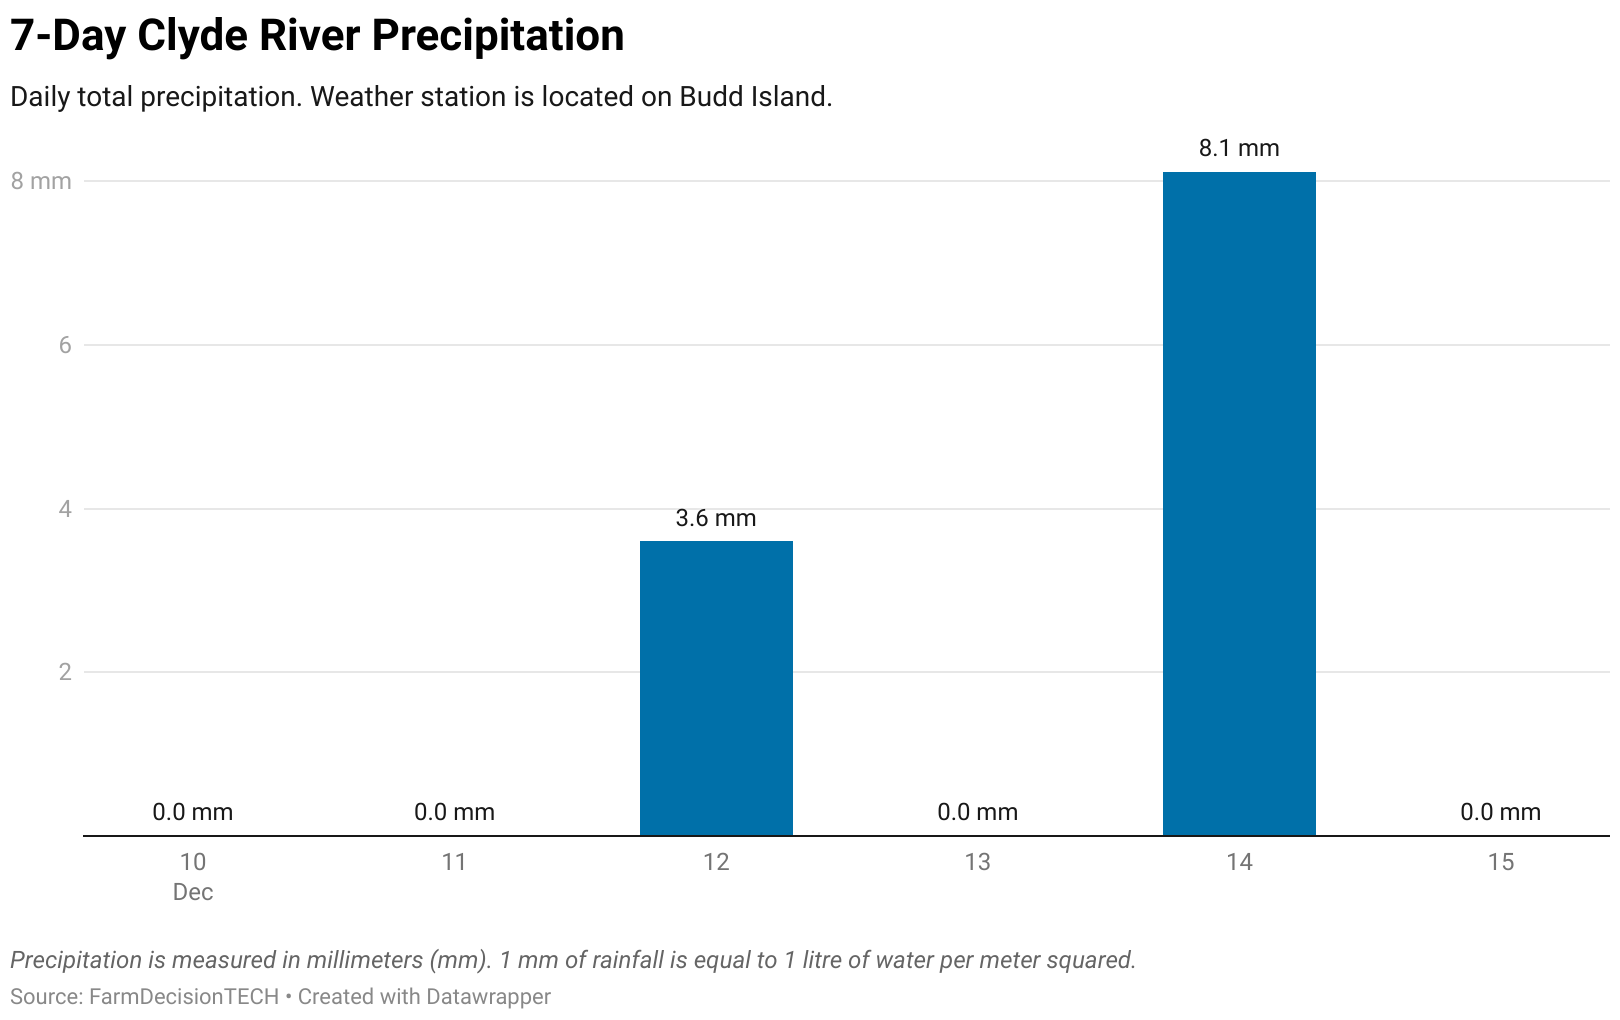 7-Day Clyde River Precipitation
Daily total precipitation. Weather station is located on Budd Island.
8.1 mm
8 mm
6
4
3.6 mm
2
0.0 mm 0.0 mm 0.0 mm 0.0 mm
10 11 12 13 14 15
Dec
Precipitation is measured in millimeters (mm). 1 mm of rainfall is equal to 1 litre of water per meter squared.
Source: FarmDecisionTECH • Created with Datawrapper